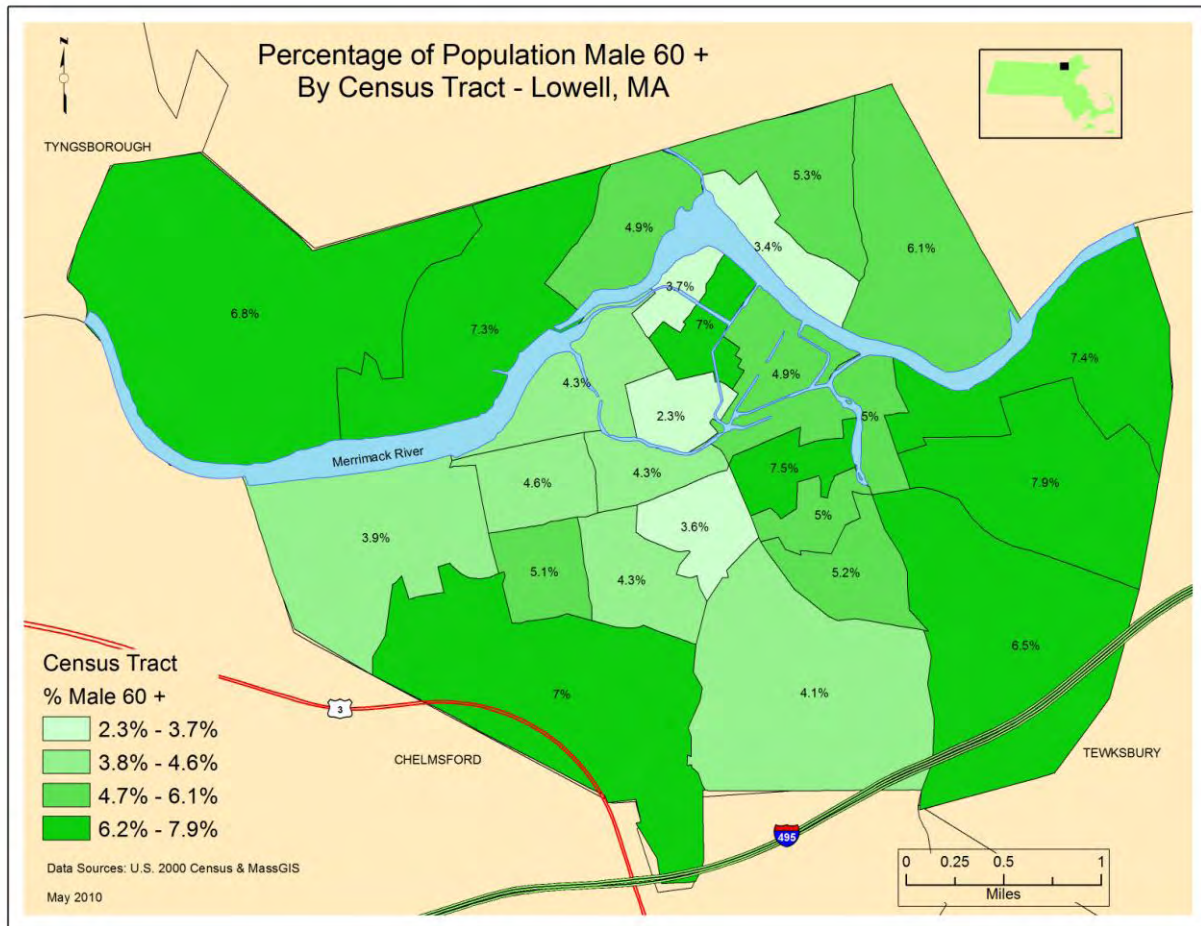 Percentage of Population Male 60 +
By Census Tract - Lowell, MA
N
TYNGSBOROUGH
5.3%
4.9%
3.4%
6.1%
3.7%
6.8%
7.3%
7%
7.4%
4.9%
4.3%
2.3%
5%
Merrimack River
7.5%
4.3%
4.6%
7.9%
5%
3.6%
3.9%
5.1%
4.3%
5.2%
6.5%
7%
4.1%
Census Tract
% Male 60 +
2.3% - 3.7%
3.8% - 4.6%
4.7% - 6.1%
6.2% - 7.9%
3
CHELMSFORD
TEWKSBURY
495
Data Sources: U.S. 2000 Census & MassGIS
May 2010
0 0.25 0.5 1
Miles